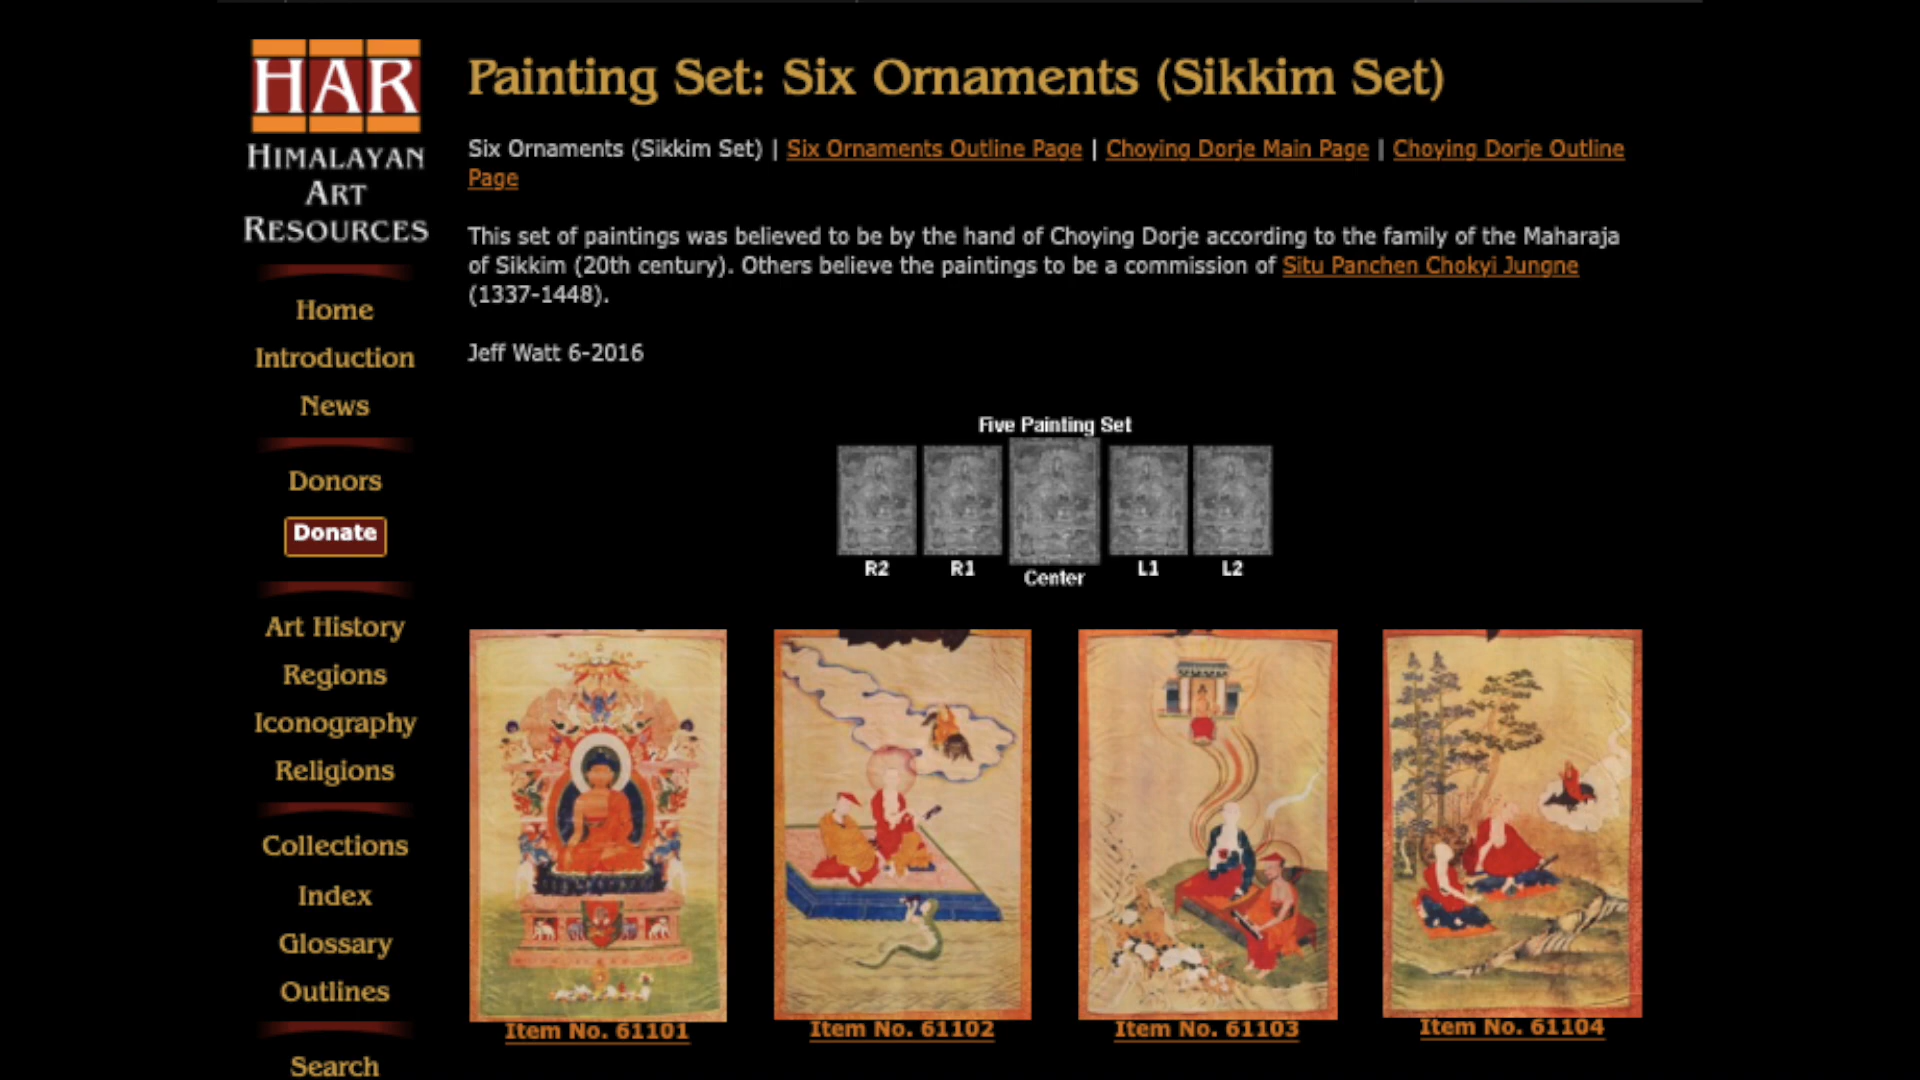 HAR
HIMALAYAN
ART
RESOURCES
Home
Introduction
News
Donors
Donate
Art History
Regions
Iconography
Religions
Collections
Index
Glossary
Outlines
Search
Painting Set: Six Ornaments (Sikkim Set)
Six Ornaments (Sikkim Set) | Six Ornaments Outline Page | Choying Dorje Main Page | Choying Dorje Outline
Page
This set of paintings was believed to be by the hand of Choying Dorje according to the family of the Maharaja
of Sikkim (20th century). Others believe the paintings to be a commission of Situ Panchen Chokyi Jungne
(1337-1448).
Jeff Watt 6-2016
Five Painting Set
R2 R1 Center L1 L2
Item No. 61101 Item No. 61102 Item No. 61103 Item No. 61104